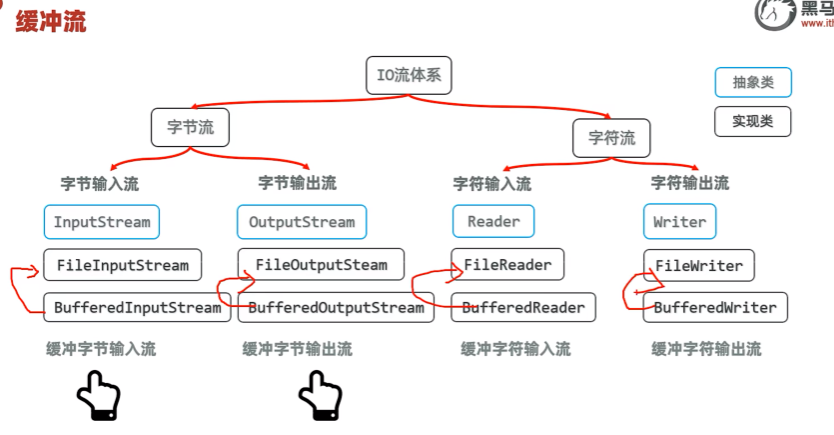 缓冲流
黑马
www.ith
IO流体系
抽象类
实现类
字节流
字符流
字节输入流
字节输出流
字符输入流
字符输出流
InputStream
OutputStream
Reader
Writer
FileInputStream
FileOutputSteam
FileReader
FileWriter
BufferedInputStream
BufferedOutputStream
BufferedReader
BufferedWriter
缓冲字节输入流
缓冲字节输出流
缓冲字符输入流
缓冲字符输出流